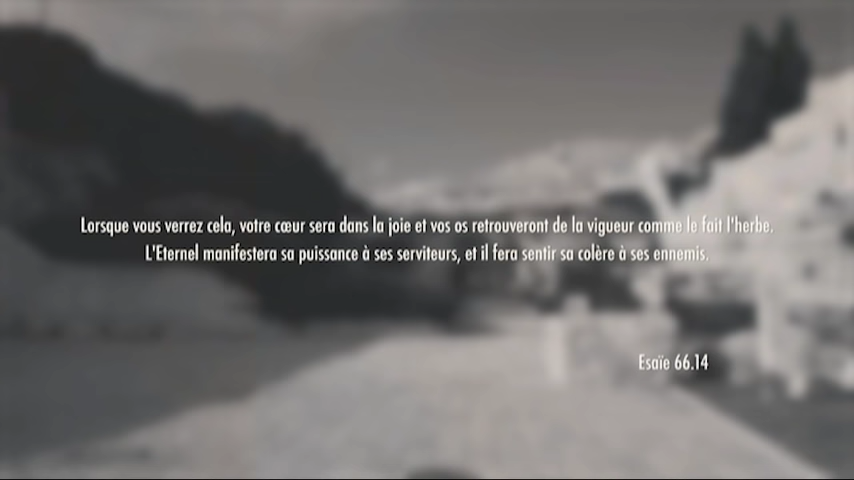 Lorsque vous verrez cela, votre cœur sera dans la joie et vos os retrouveront de la vigueur comme le fait l'herbe.
L'Eternel manifestera sa puissance à ses serviteurs, et il fera sentir sa colère à ses ennemis.
Esaïe 66.14